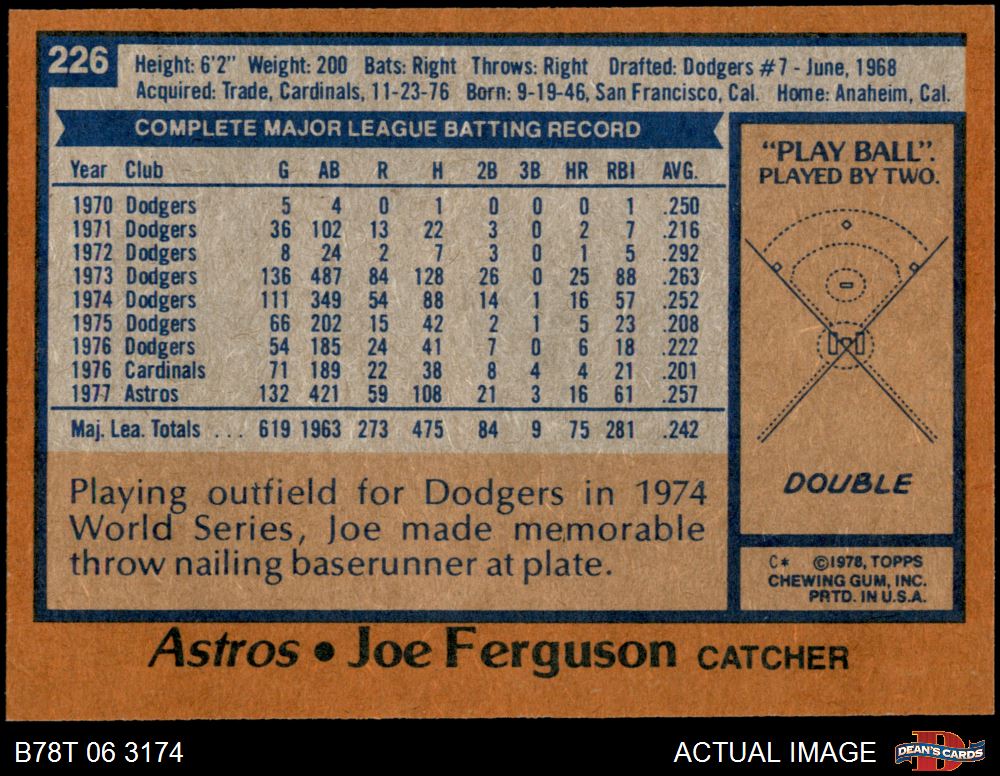 226
Height: 6'2" Weight: 200 Bats: Right Throws: Right Drafted: Dodgers #7 - June, 1968
Acquired: Trade, Cardinals, 11-23-76 Born: 9-19-46, San Francisco, Cal. Home: Anaheim, Cal.
COMPLETE MAJOR LEAGUE BATTING RECORD
Year Club G AB R H 2B 3B HR RBI AVG.
1970 Dodgers 5 4 0 1 0 0 0 1 .250
1971 Dodgers 36 102 13 22 3 0 2 7 .216
1972 Dodgers 8 24 2 7 3 0 1 5 .292
1973 Dodgers 136 487 84 128 26 0 25 88 .263
1974 Dodgers 111 349 54 88 14 1 16 57 .252
1975 Dodgers 66 202 15 42 2 1 5 23 .208
1976 Dodgers 54 185 24 41 7 0 6 18 .222
1976 Cardinals 71 189 22 38 8 4 4 21 .201
1977 Astros 132 421 59 108 21 3 16 61 .257
Maj. Lea. Totals ... 619 1963 273 475 84 9 75 281 .242
Playing outfield for Dodgers in 1974
World Series, Joe made memorable
throw nailing baserunner at plate.
"PLAY BALL".
PLAYED BY TWO.
DOUBLE
C* ©1978, TOPPS
CHEWING GUM, INC.
PRTD. IN U.S.A.
Astros • Joe Ferguson CATCHER
B78T 06 3174
ACTUAL IMAGE
DEAN'S CARDS